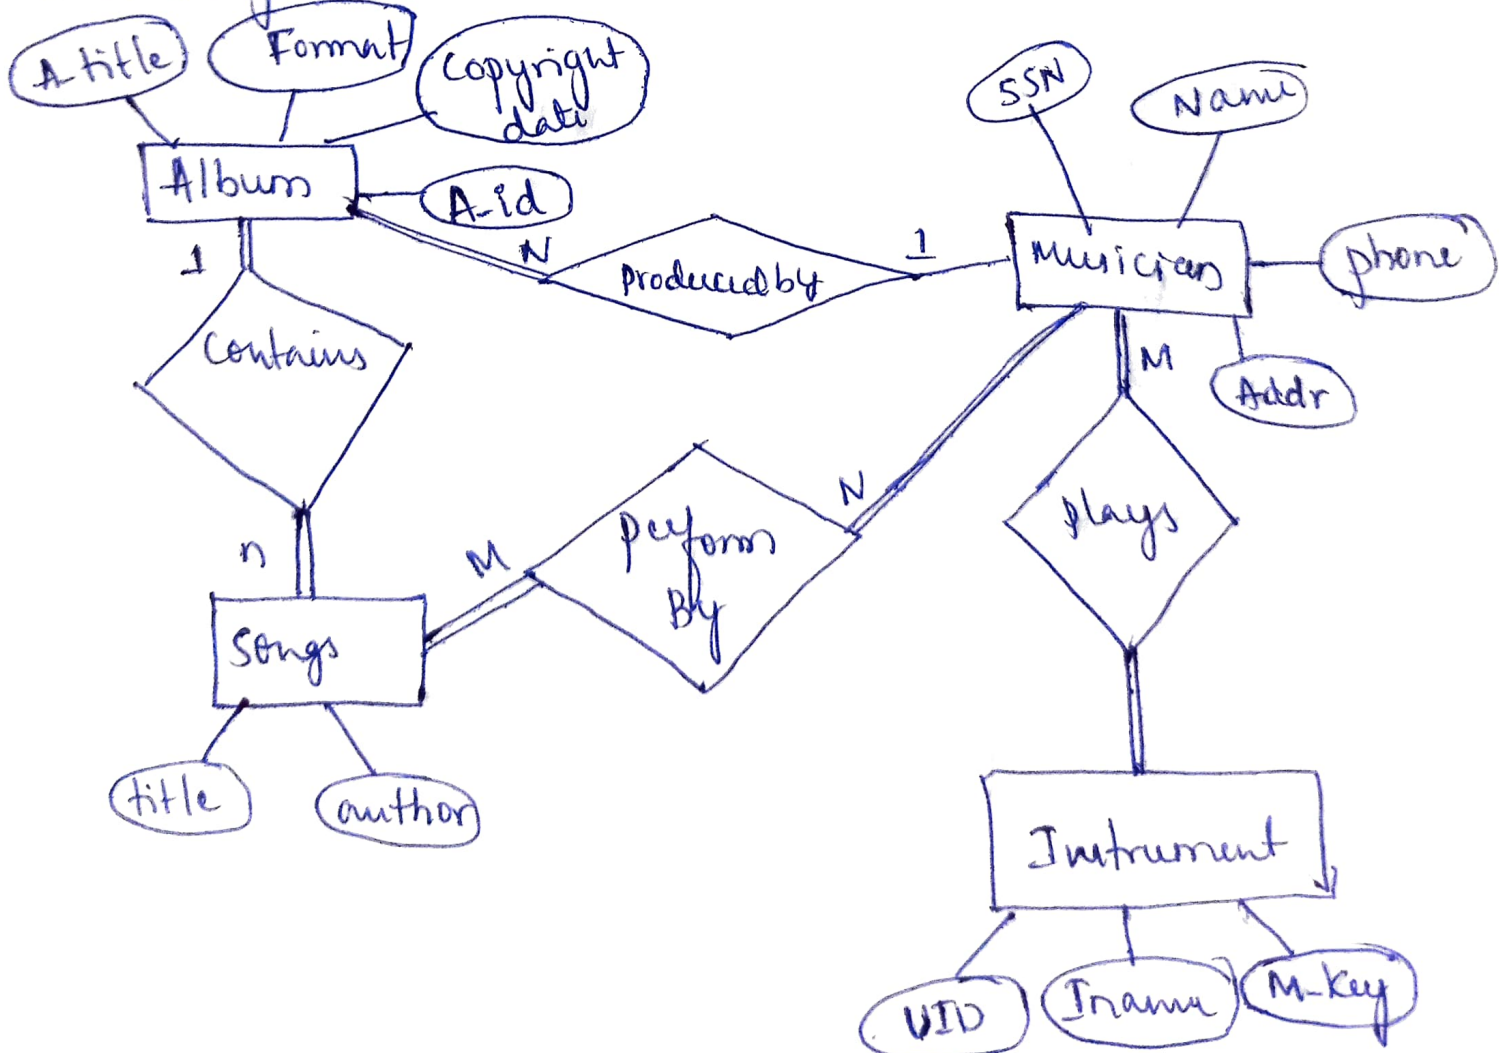 A-title
Format
Copyright
date
SSN
Name
Album
A-id
1
N
Produced by
1
Musician
phone
Contains
M
Addr
n
M
Perform
By
N
Plays
Songs
title
author
Instrument
UID
Iname
M-Key